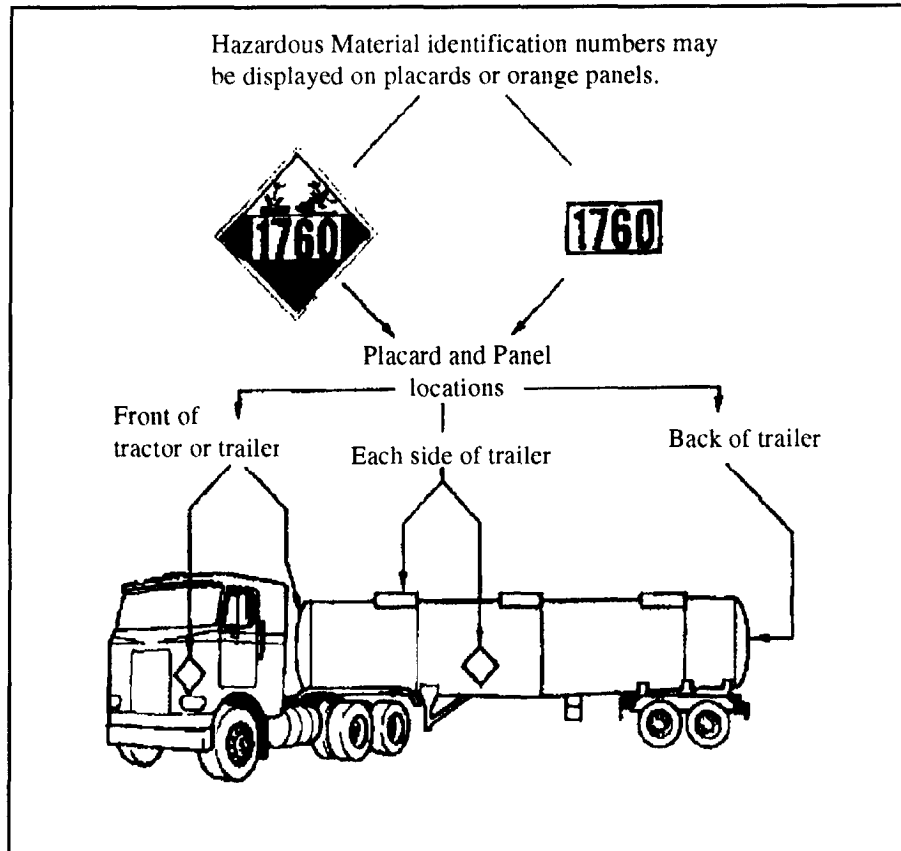 Hazardous Material identification numbers may
be displayed on placards or orange panels.
1760
1760
Placard and Panel
locations
Front of
tractor or trailer
Each side of trailer
Back of trailer